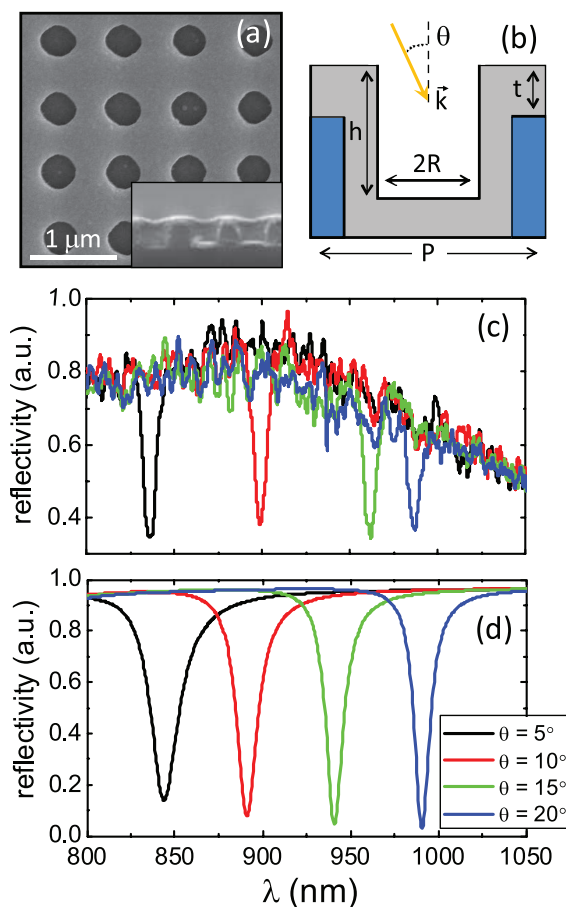 (a)
1 μm
(b)
θ
k
h
t
2R
P
(c)
reflectivity (a.u.)
1.0
0.8
0.6
0.4
(d)
reflectivity (a.u.)
1.0
0.8
0.6
0.4
0.2
0.0
θ = 5°
θ = 10°
θ = 15°
θ = 20°
800 850 900 950 1000 1050
λ (nm)